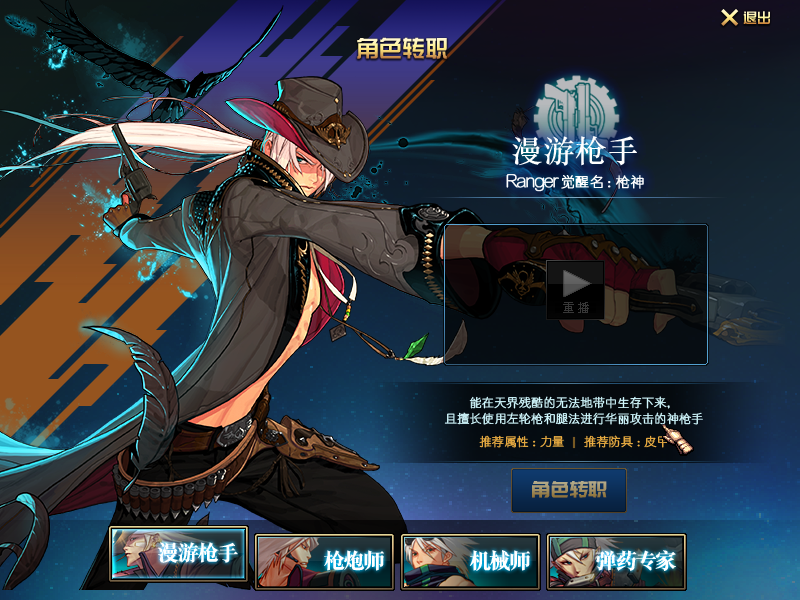 退出
角色转职
漫游枪手
Ranger 觉醒名：枪神
重播
能在天界残酷的无法地带中生存下来，
且擅长使用左轮枪和腿法进行华丽攻击的神枪手
推荐属性：力量 | 推荐防具：皮甲
角色转职
漫游枪手
枪炮师
机械师
弹药专家